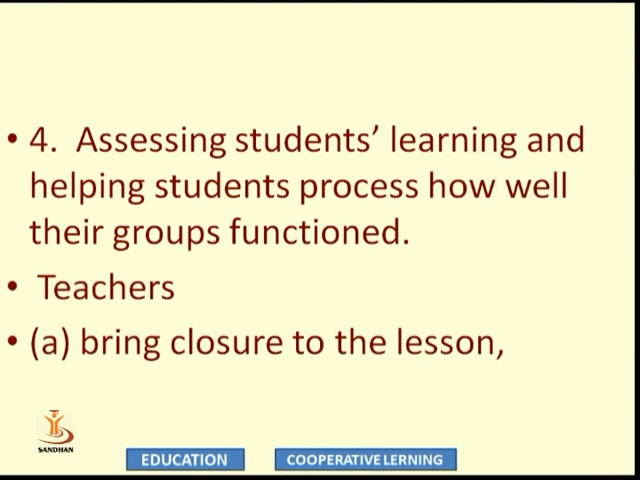 • 4. Assessing students’ learning and
helping students process how well
their groups functioned.
• Teachers
• (a) bring closure to the lesson,
SANDHAN
EDUCATION
COOPERATIVE LERNING